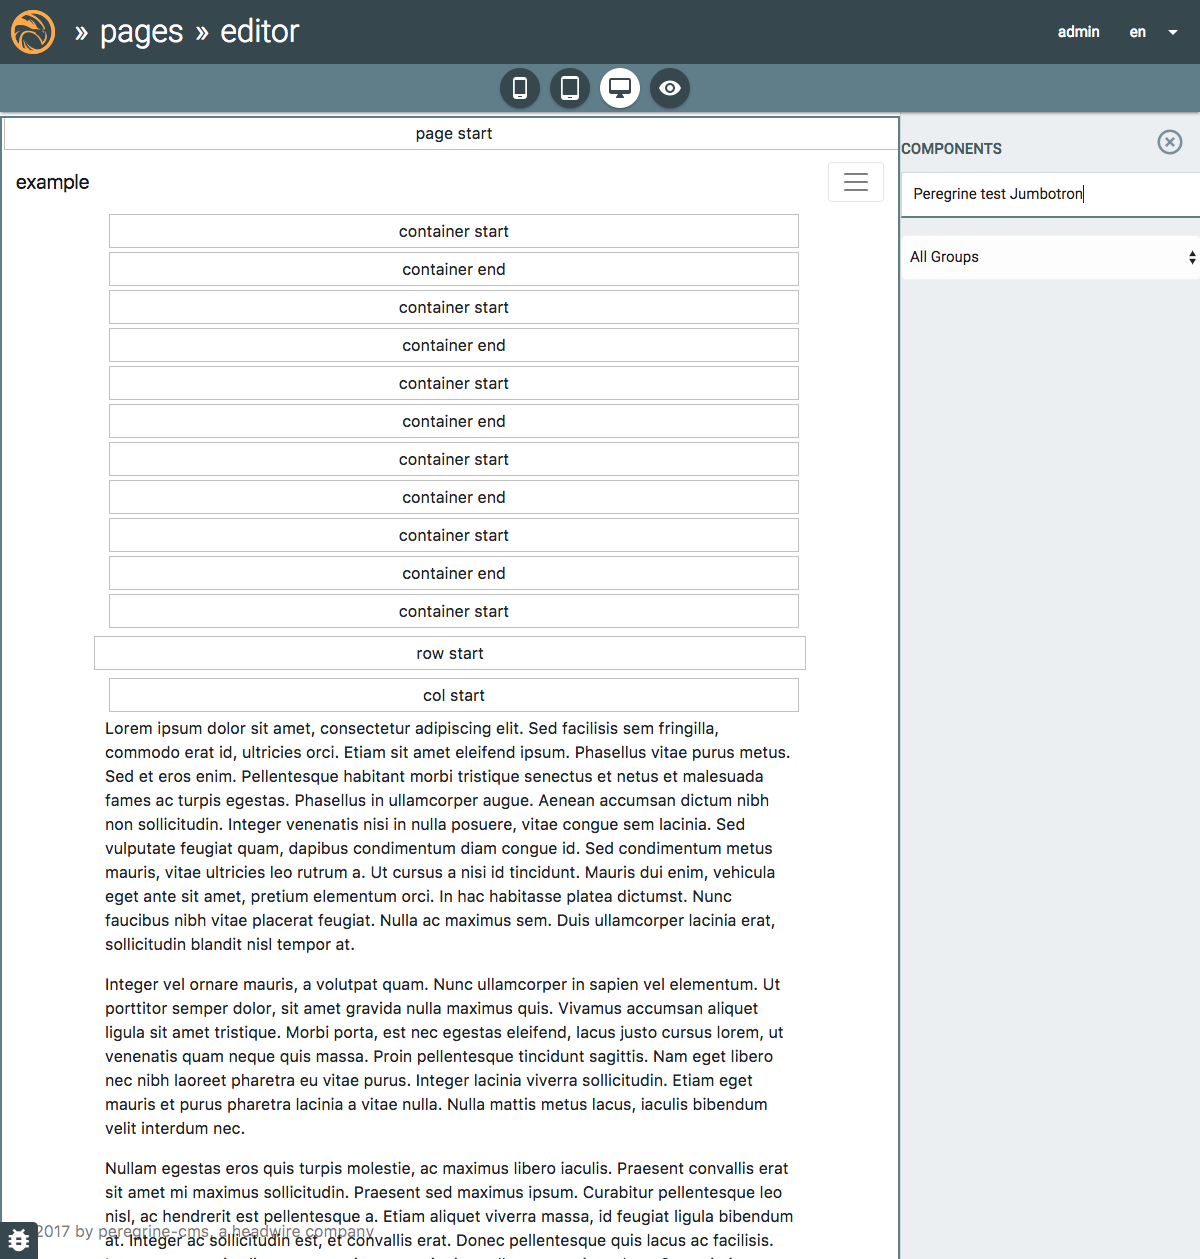 » pages » editor
admin en
page start
COMPONENTS
example
Peregrine test Jumbotron
container start
All Groups
container end
container start
container end
container start
container end
container start
container end
container start
container end
container start
row start
col start
Lorem ipsum dolor sit amet, consectetur adipiscing elit. Sed facilisis sem fringilla,
commodo erat id, ultricies orci. Etiam sit amet eleifend ipsum. Phasellus vitae purus metus.
Sed et eros enim. Pellentesque habitant morbi tristique senectus et netus et malesuada
fames ac turpis egestas. Phasellus in ullamcorper augue. Aenean accumsan dictum nibh
non sollicitudin. Integer venenatis nisi in nulla posuere, vitae congue sem lacinia. Sed
vulputate feugiat quam, dapibus condimentum diam congue id. Sed condimentum metus
mauris, vitae ultricies leo rutrum a. Ut cursus a nisi id tincidunt. Mauris dui enim, vehicula
eget ante sit amet, pretium elementum orci. In hac habitasse platea dictumst. Nunc
faucibus nibh vitae placerat feugiat. Nulla ac maximus sem. Duis ullamcorper lacinia erat,
sollicitudin blandit nisl tempor at.
Integer vel ornare mauris, a volutpat quam. Nunc ullamcorper in sapien vel elementum. Ut
porttitor semper dolor, sit amet gravida nulla maximus quis. Vivamus accumsan aliquet
ligula sit amet tristique. Morbi porta, est nec egestas eleifend, lacus justo cursus lorem, ut
venenatis quam neque quis massa. Proin pellentesque tincidunt sagittis. Nam eget libero
nec nibh laoreet pharetra eu vitae purus. Integer lacinia viverra sollicitudin. Etiam eget
mauris et purus pharetra lacinia a vitae nulla. Nulla mattis metus lacus, iaculis bibendum
velit interdum nec.
Nullam egestas eros quis turpis molestie, ac maximus libero iaculis. Praesent convallis erat
sit amet mi maximus sollicitudin. Praesent sed maximus ipsum. Curabitur pellentesque leo
nisl, ac hendrerit est pellentesque a. Etiam aliquet viverra massa, id feugiat ligula bibendum
2017 by peregrine-cms, a headwire company
at. Integer ac sollicitudin est, et convallis erat. Donec pellentesque quis lacus ac facilisis.